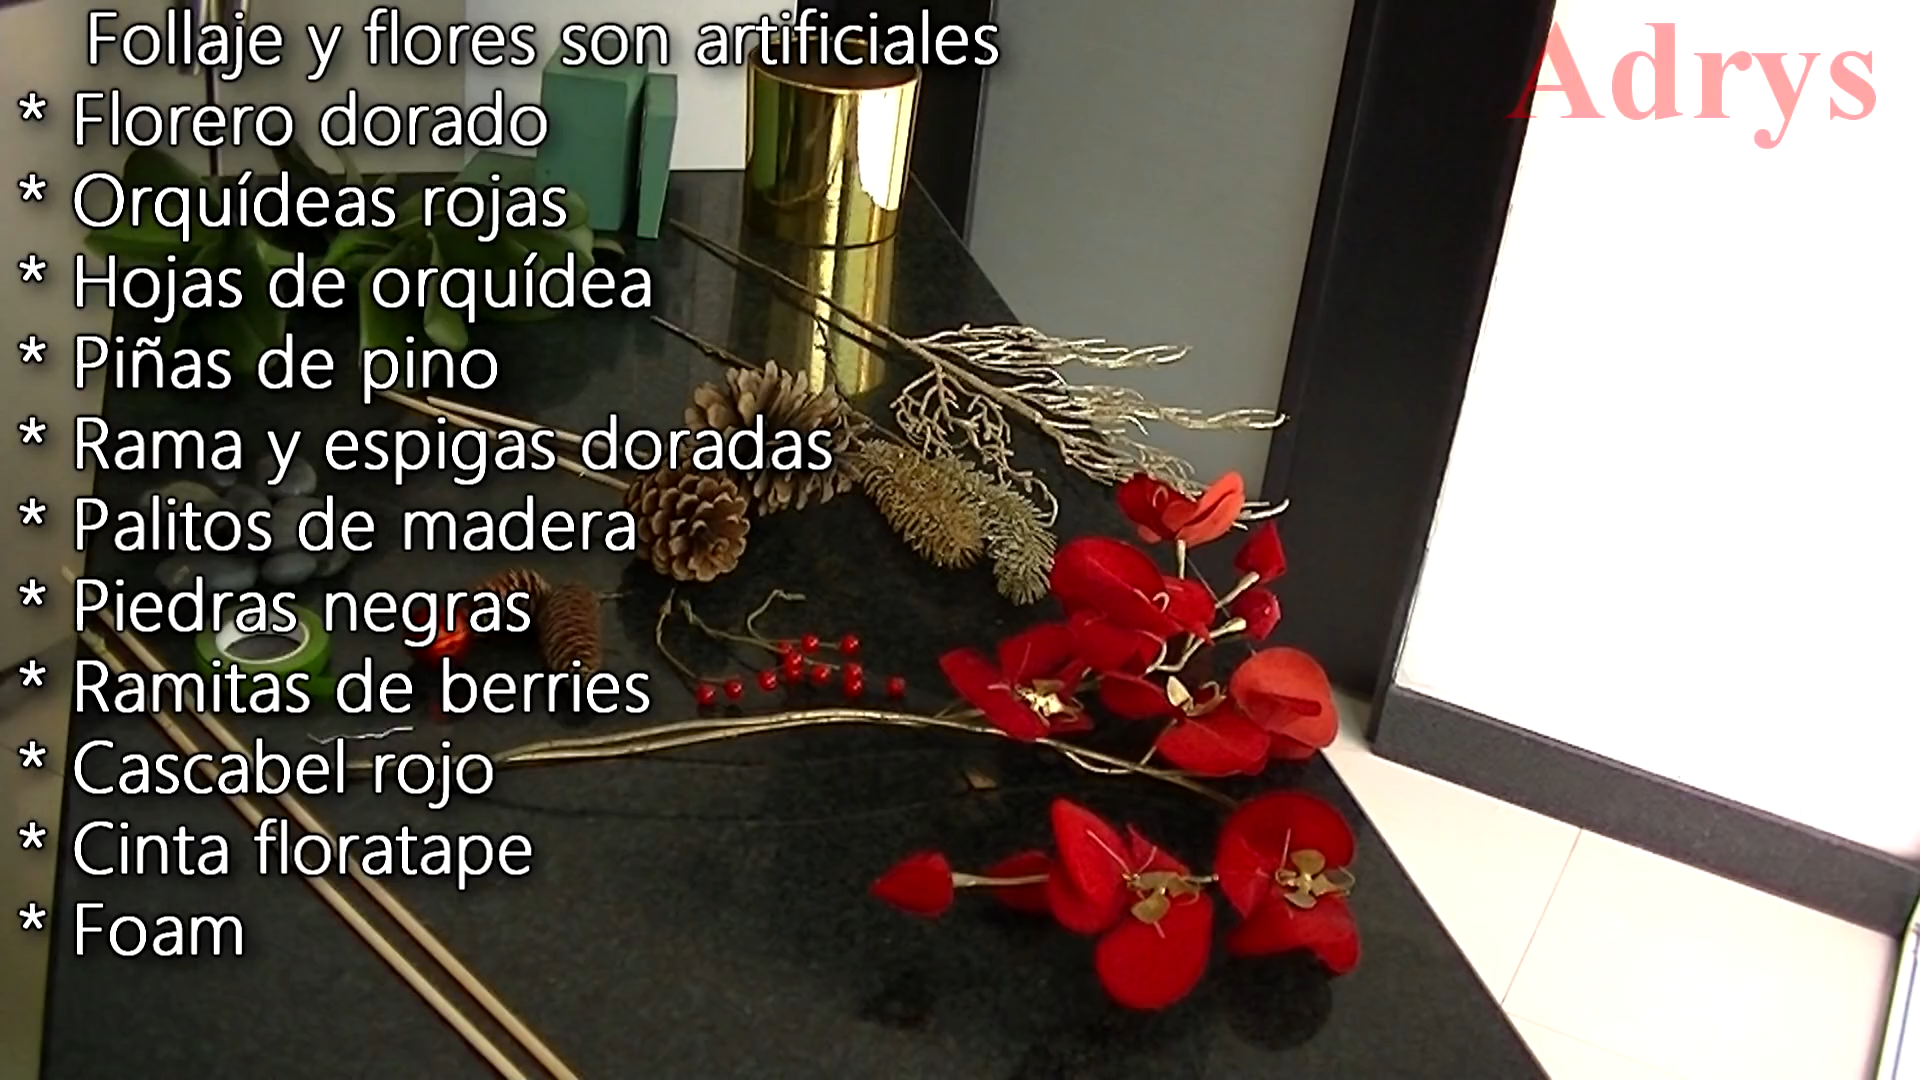 Follaje y flores son artificiales
Adrys
* Florero dorado
* Orquídeas rojas
* Hojas de orquídea
* Piñas de pino
* Rama y espigas doradas
* Palitos de madera
* Piedras negras
* Ramitas de berries
* Cascabel rojo
* Cinta floratape
* Foam